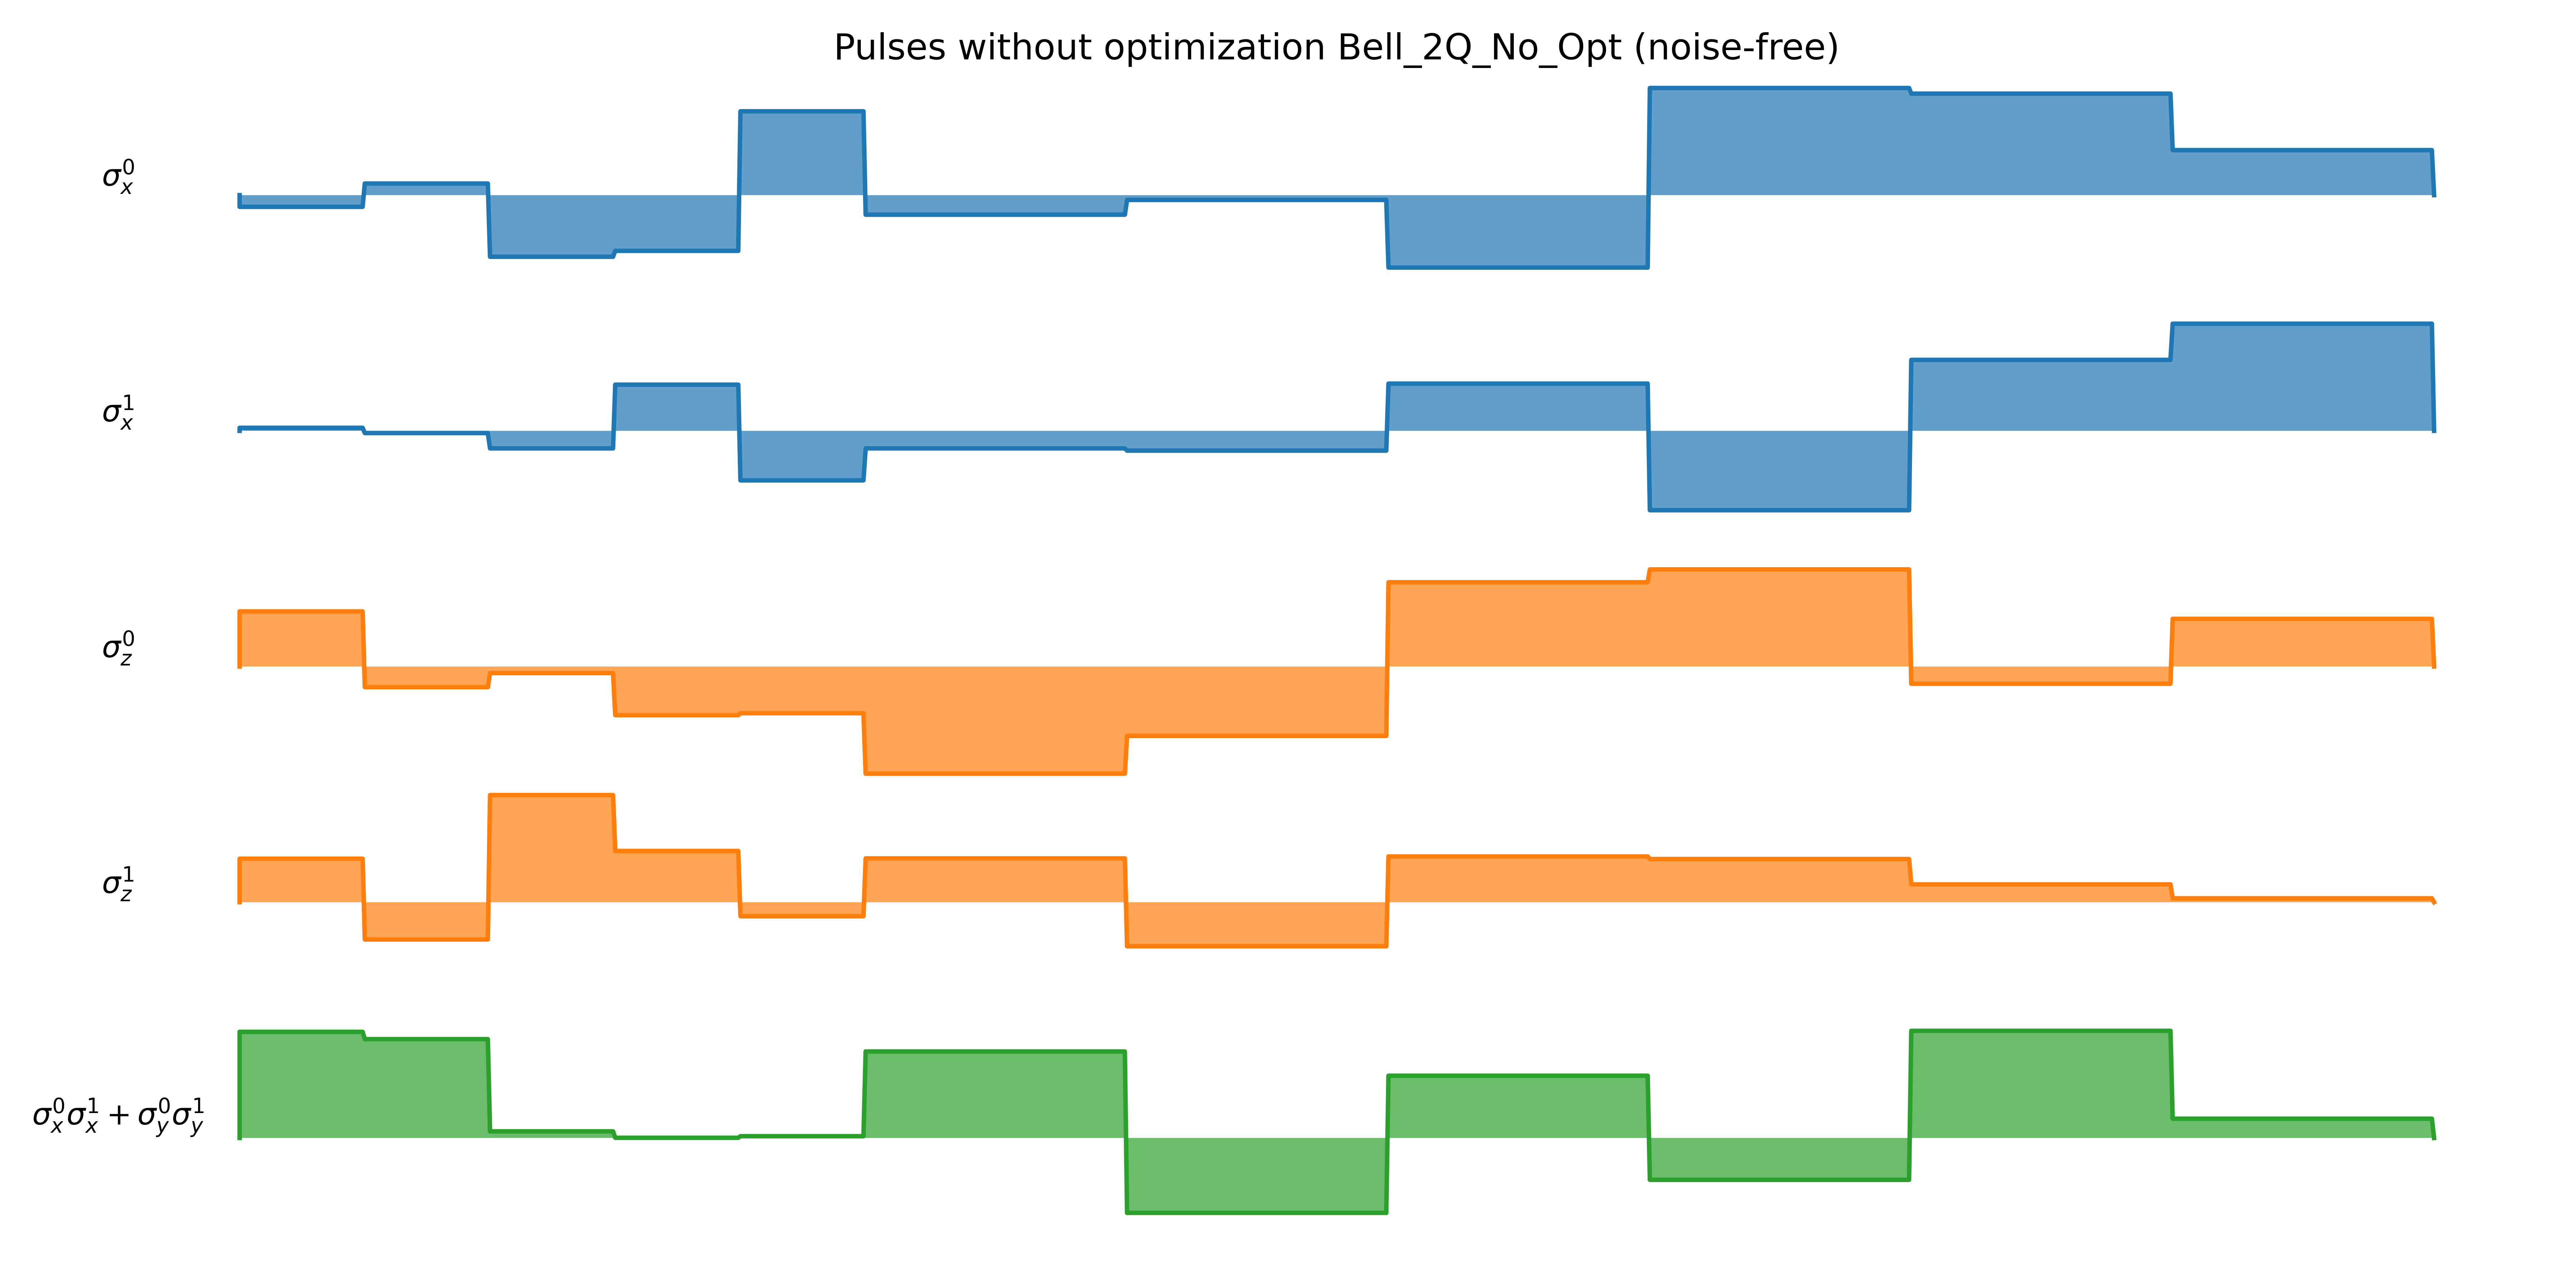 Pulses without optimization Bell_2Q_No_Opt (noise-free)
σ_x^0
σ_x^1
σ_z^0
σ_z^1
σ_x^0σ_x^1 + σ_y^0σ_y^1